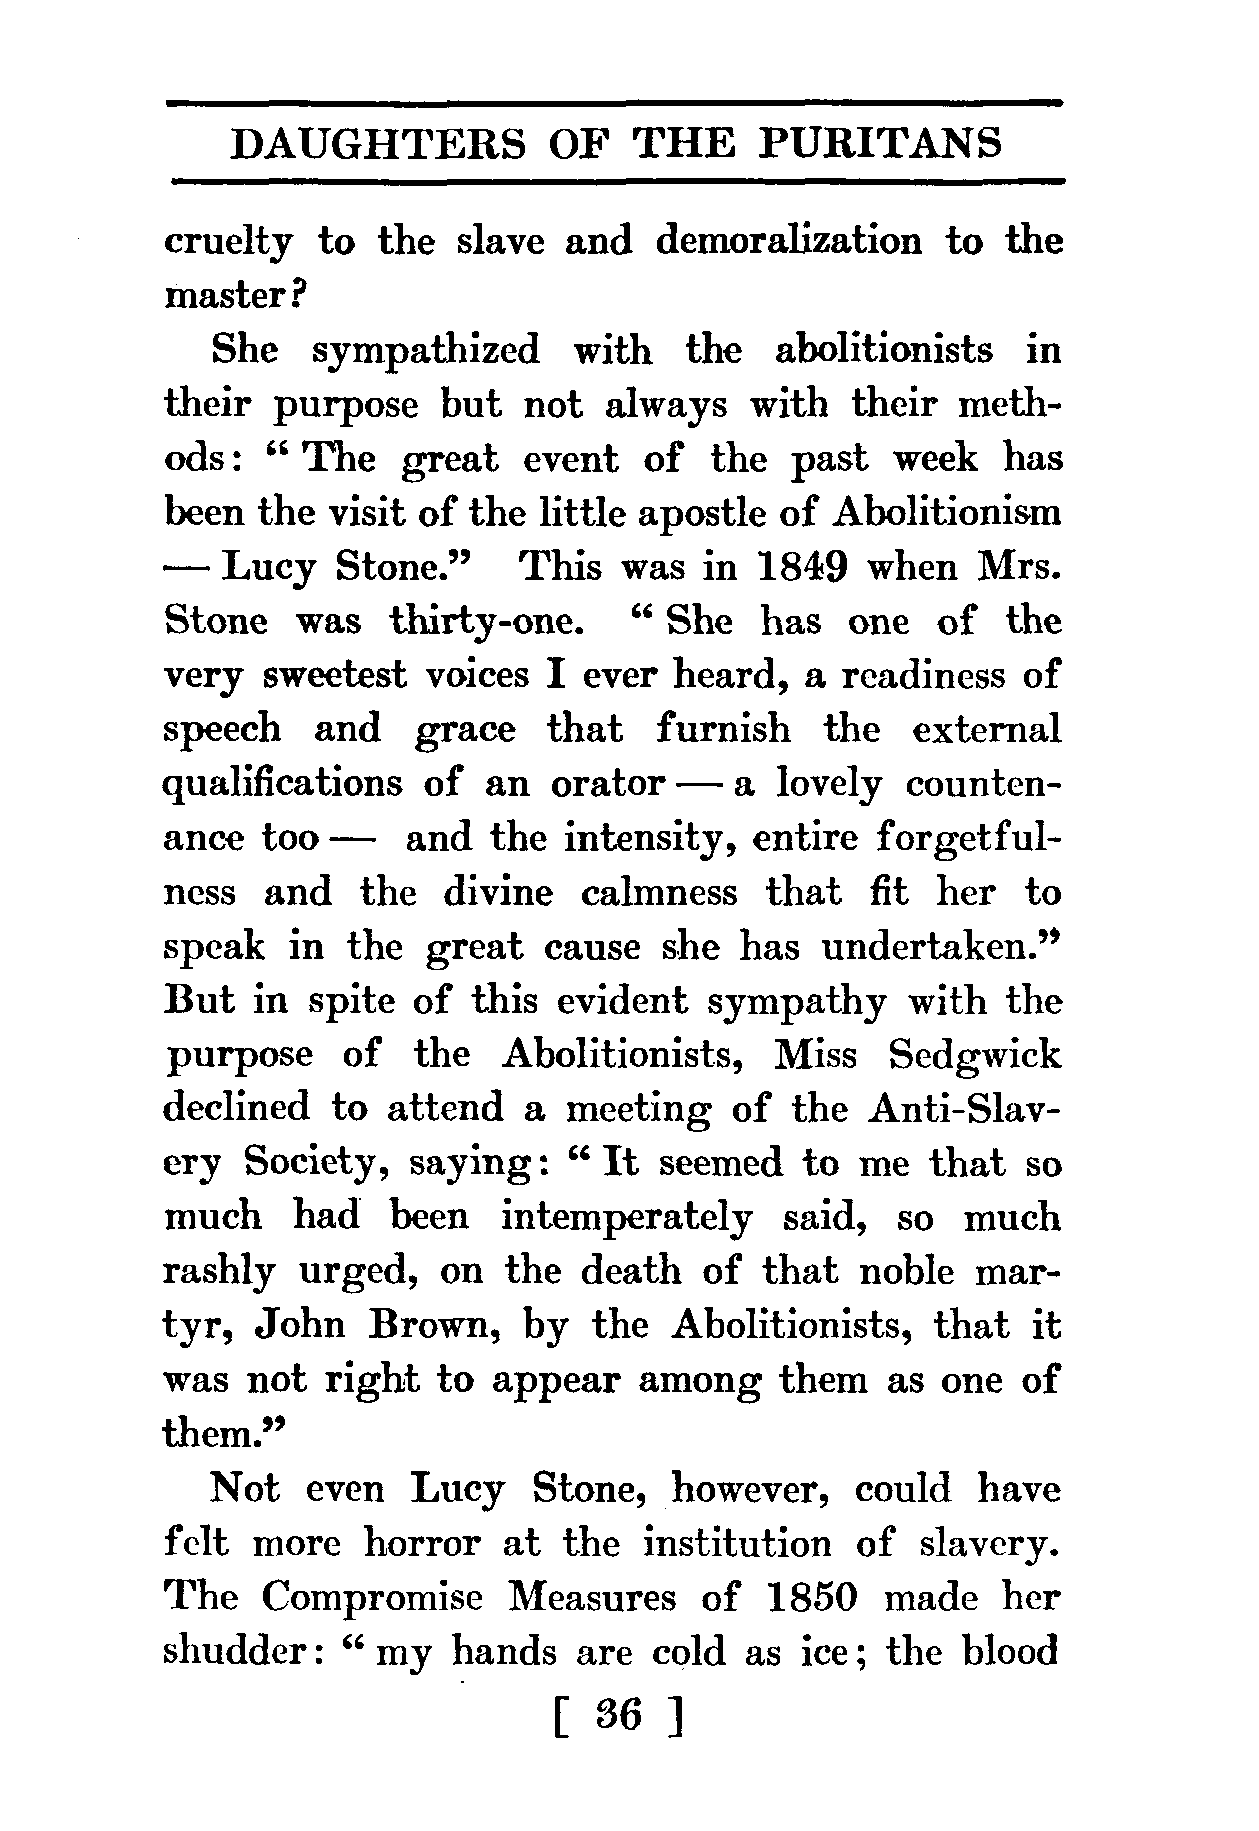 DAUGHTERS OF THE PURITANS
cruelty to the slave and demoralization to the
master?
She sympathized with the abolitionists in
their purpose but not always with their meth-
ods: “ The great event of the past week has
been the visit of the little apostle of Abolitionism
— Lucy Stone.” This was in 1849 when Mrs.
Stone was thirty-one. “ She has one of the
very sweetest voices I ever heard, a readiness of
speech and grace that furnish the external
qualifications of an orator — a lovely counten-
ance too — and the intensity, entire forgetful-
ness and the divine calmness that fit her to
speak in the great cause she has undertaken.”
But in spite of this evident sympathy with the
purpose of the Abolitionists, Miss Sedgwick
declined to attend a meeting of the Anti-Slav-
ery Society, saying: “ It seemed to me that so
much had been intemperately said, so much
rashly urged, on the death of that noble mar-
tyr, John Brown, by the Abolitionists, that it
was not right to appear among them as one of
them.”
Not even Lucy Stone, however, could have
felt more horror at the institution of slavery.
The Compromise Measures of 1850 made her
shudder: “ my hands are cold as ice; the blood
[ 36 ]